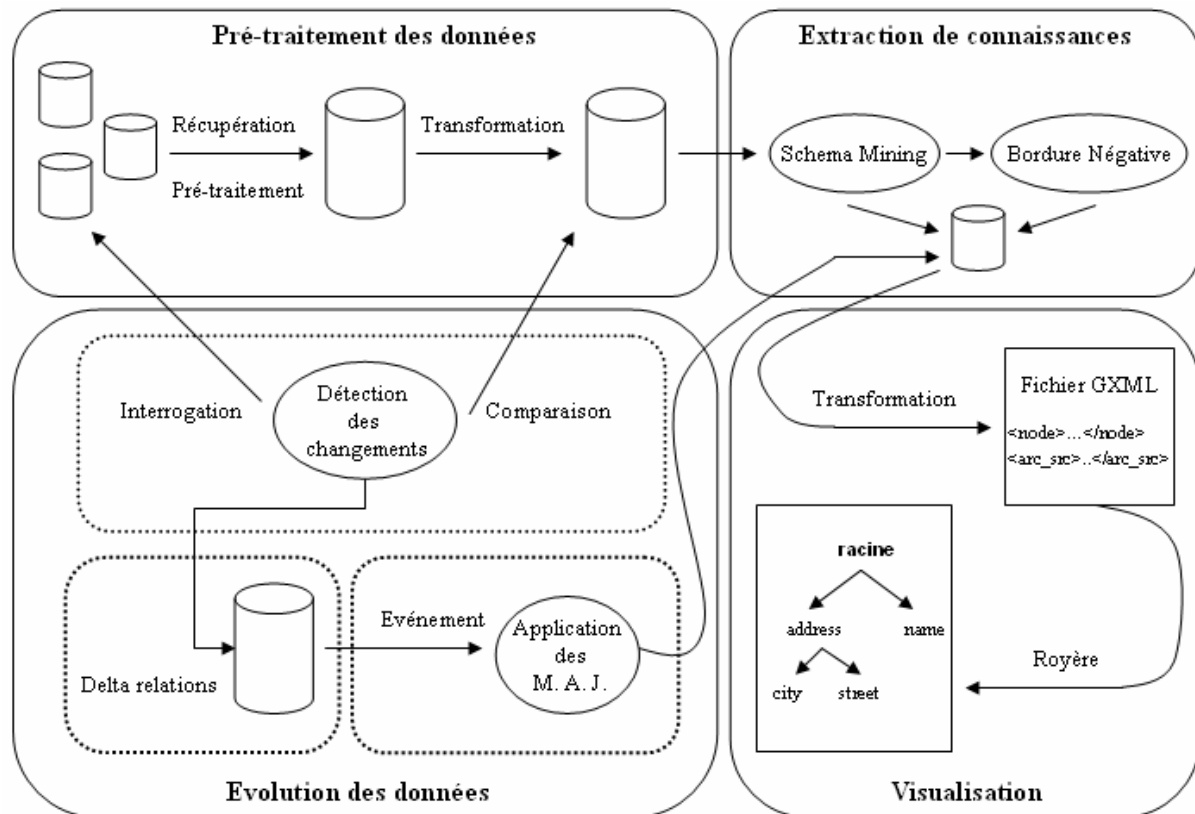 Pré-traitement des données
Récupération
Pré-traitement
Transformation
Extraction de connaissances
Schema Mining
Bordure Négative
Interrogation
Détection
des
changements
Comparaison
Delta relations
Evénement
Application
des
M. A. J.
Evolution des données
Transformation
Fichier GXML
<node>...</node>
<arc_src>..</arc_src>
racine
address
name
city
street
Royère
Visualisation